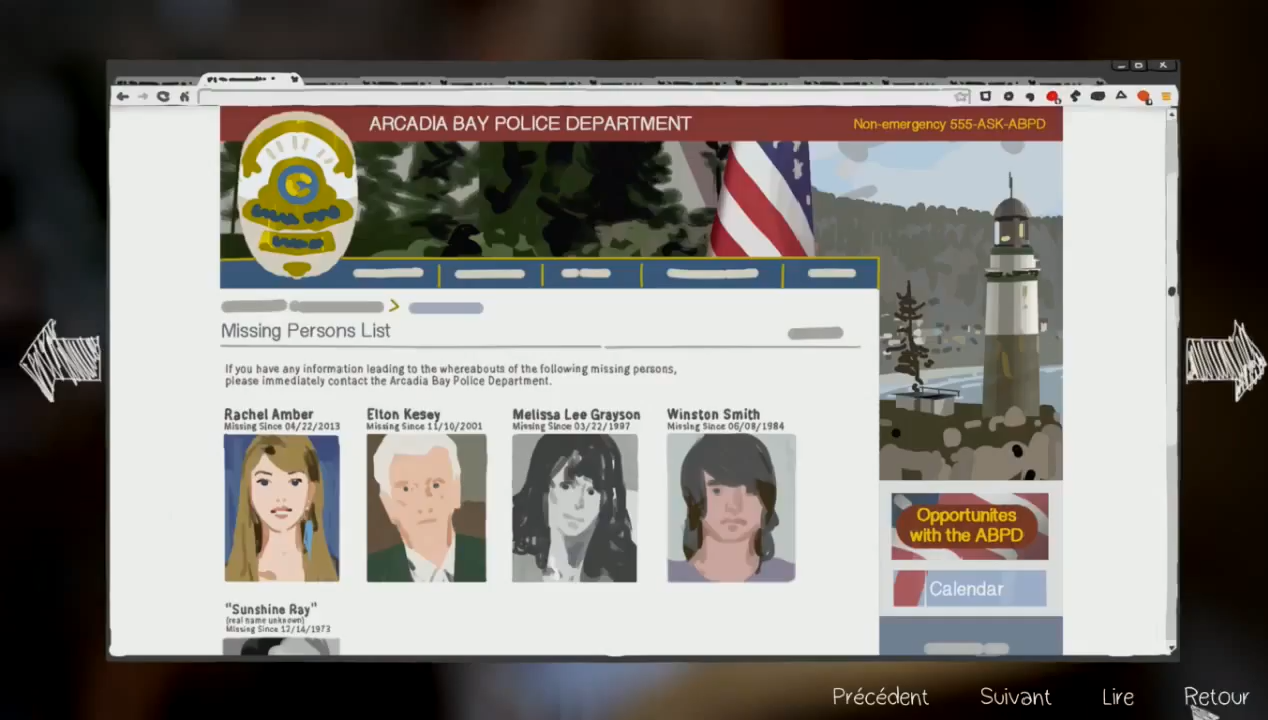 ARCADIA BAY POLICE DEPARTMENT
Non-emergency 555-ASK-ABPD
Missing Persons List
If you have any information leading to the whereabouts of the following missing persons,
please immediately contact the Arcadia Bay Police Department.
Rachel Amber
Missing Since 04/22/2013
Elton Kesey
Missing Since 11/10/2001
Melissa Lee Grayson
Missing Since 03/22/1997
Winston Smith
Missing Since 06/08/1984
"Sunshine Ray"
(real name unknown)
Missing Since 12/14/1973
Opportunites
with the ABPD
Calendar
Précédent
Suivant
Lire
Retour